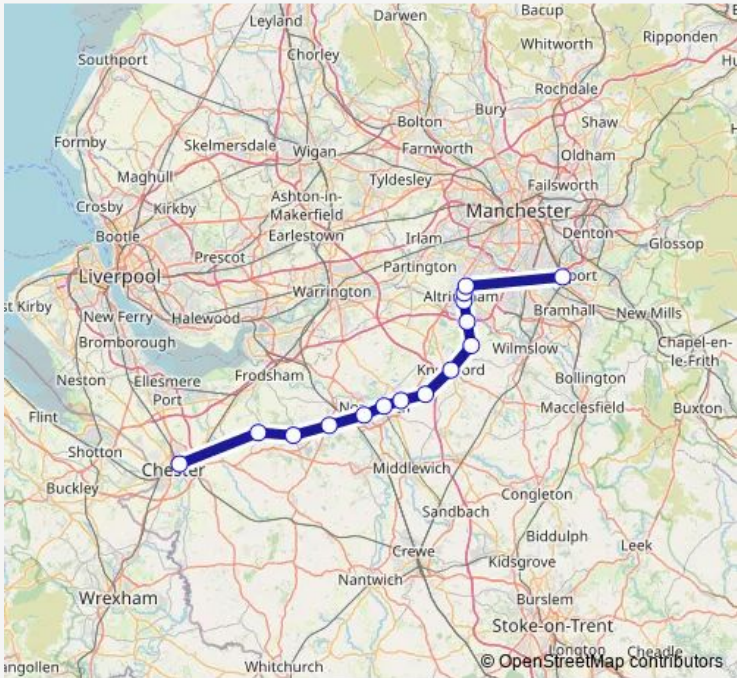 Leyland
Darwen
Bacup
Whitworth
Ripponden
Southport
Chorley
Rochdale
Bury
Shaw
Bolton
Formby
Skelmersdale
Wigan
Farnworth
Oldham
Maghull
Tyldesley
Failsworth
Crosby
Kirkby
Ashton-in-
Makerfield
Manchester
Bootle
Earlestown
Irlam
Denton
Glossop
Prescot
Partington
Liverpool
Warrington
New Ferry
Halewood
Bramhall
New Mills
Bromborough
Wilmslow
Chapel-en-
le-Frith
Neston
Ellesmere
Port
Frodsham
Bollington
Flint
Macclesfield
Buxton
Shotton
Chester
Middlewich
Buckley
Congleton
Sandbach
Biddulph
Leek
Crewe
Kidsgrove
Nantwich
Wrexham
Burslem
Stoke-on-Trent
Longton
Cheadle
Whitchurch
© OpenStreetMap contributors